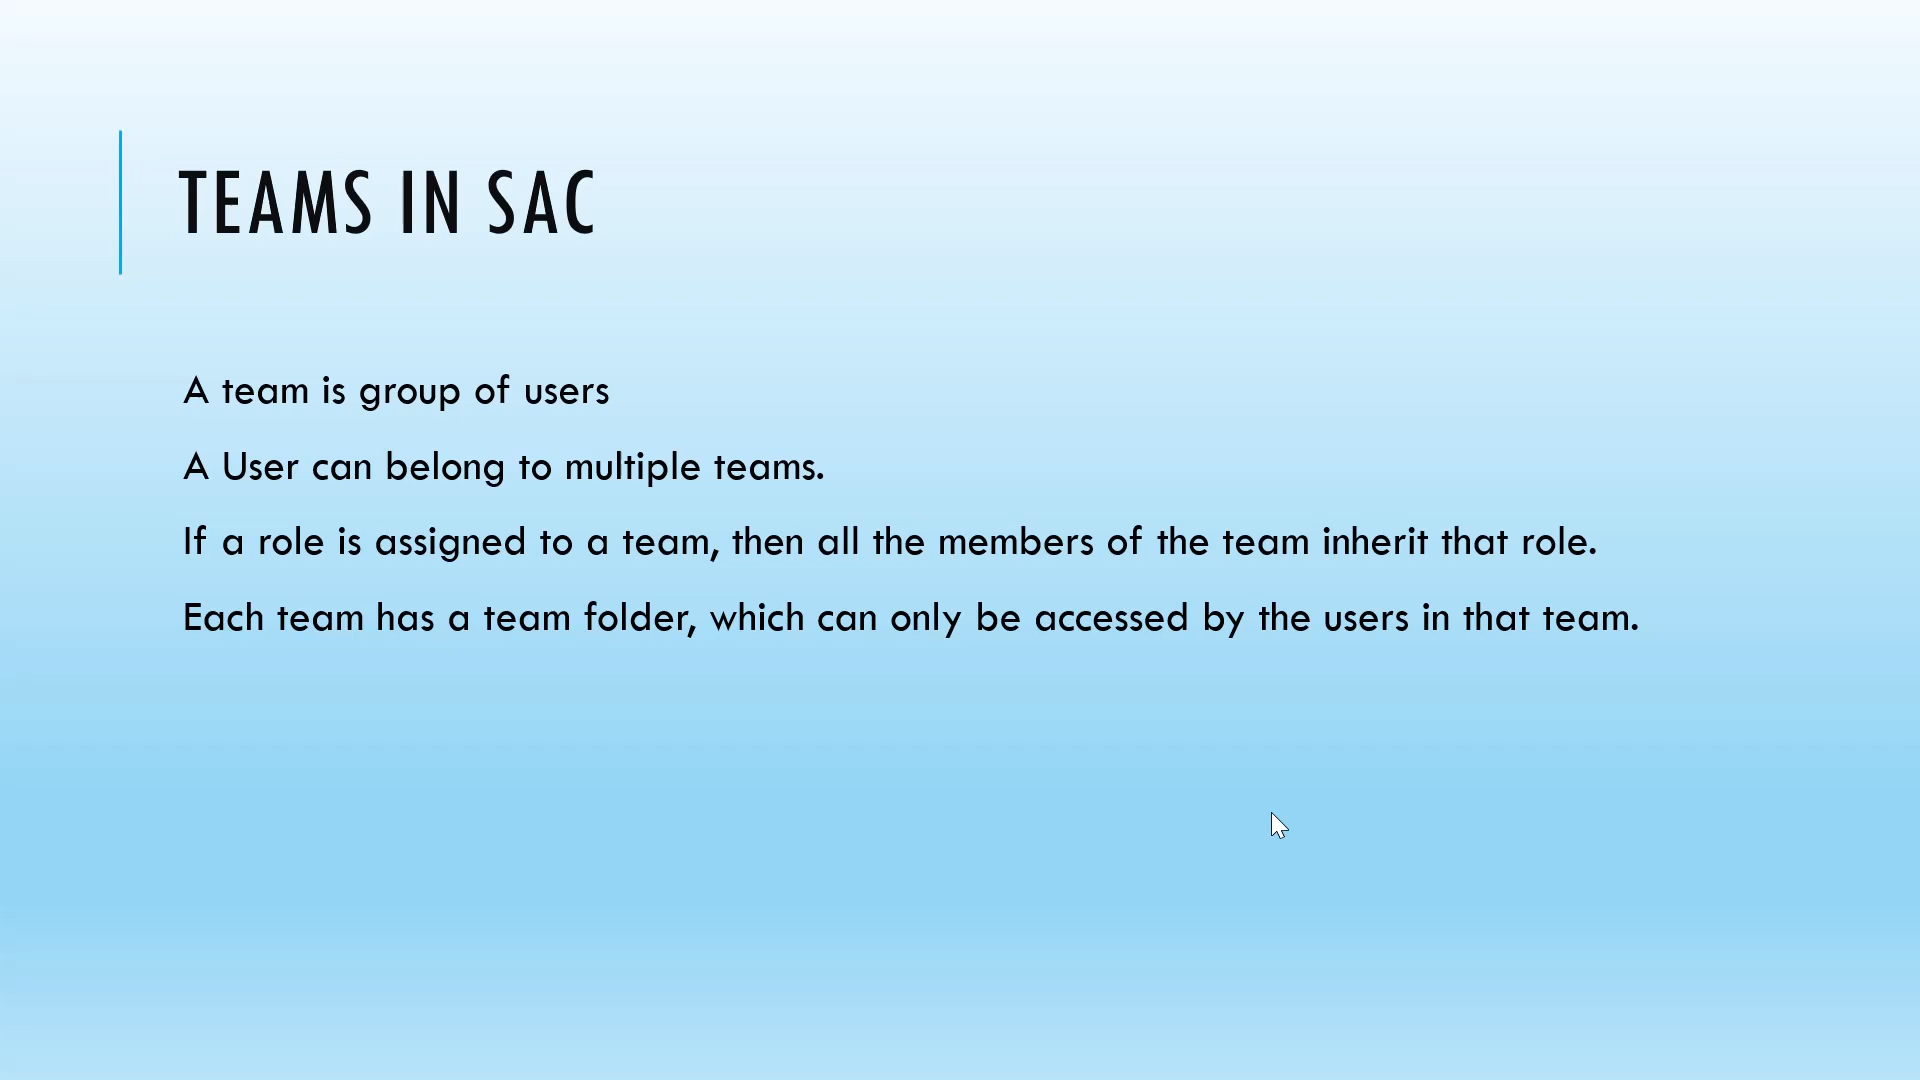 TEAMS IN SAC
A team is group of users
A User can belong to multiple teams.
If a role is assigned to a team, then all the members of the team inherit that role.
Each team has a team folder, which can only be accessed by the users in that team.